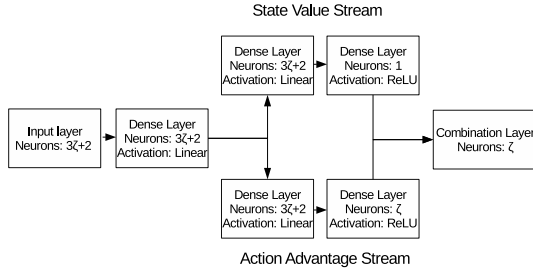 State Value Stream
Dense Layer
Neurons: 3ζ+2
Activation: Linear
Dense Layer
Neurons: 1
Activation: ReLU
Input layer
Neurons: 3ζ+2
Dense Layer
Neurons: 3ζ+2
Activation: Linear
Combination Layer
Neurons: ζ
Dense Layer
Neurons: 3ζ+2
Activation: Linear
Dense Layer
Neurons: ζ
Activation: ReLU
Action Advantage Stream